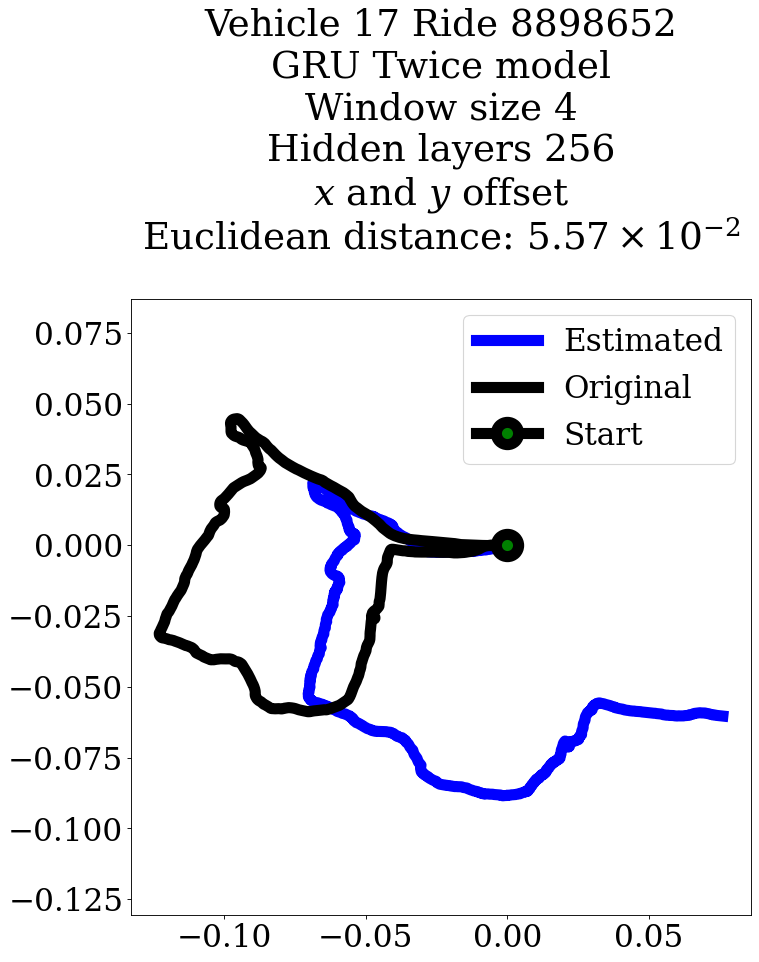 Vehicle 17 Ride 8898652
GRU Twice model
Window size 4
Hidden layers 256
x and y offset
Euclidean distance: 5.57 × 10⁻²
Estimated
Original
Start
0.075
0.050
0.025
0.000
−0.025
−0.050
−0.075
−0.100
−0.125
−0.10 −0.05 0.00 0.05